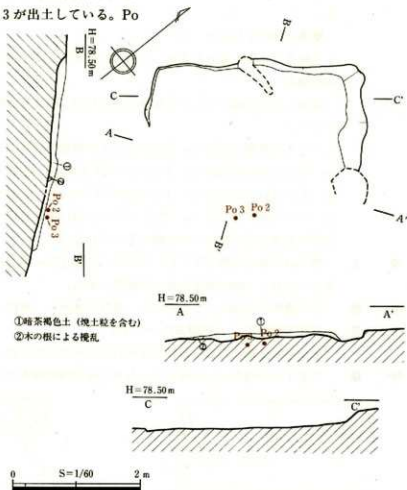 3が出土している。Po
B'
H=78.50m
B
C
C'
A
A'
①
②
Po 2
Po 3
Po 3 Po 2
B'
B'
H=78.50m
A
A'
①
Po 2
②
①暗茶褐色土（焼土粒を含む）
②木の根による攪乱
H=78.50m
C
C'
0 S=1/60 2 m